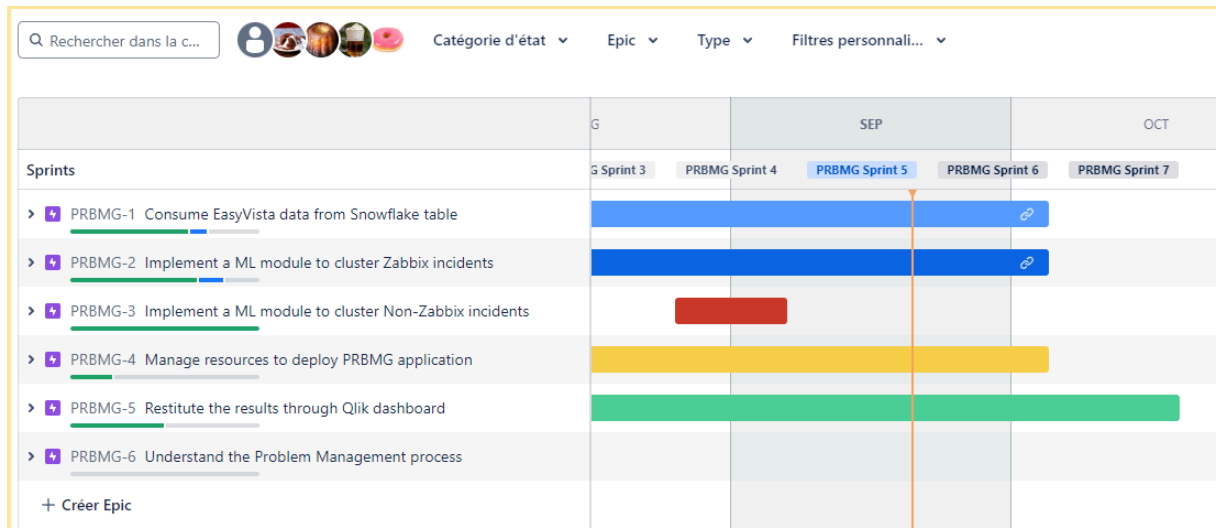 Rechercher dans la c... Catégorie d'état Epic Type Filtres personnali...
G SEP OCT
Sprints G Sprint 3 PRBMG Sprint 4 PRBMG Sprint 5 PRBMG Sprint 6 PRBMG Sprint 7
PRBMG-1 Consume EasyVista data from Snowflake table
PRBMG-2 Implement a ML module to cluster Zabbix incidents
PRBMG-3 Implement a ML module to cluster Non-Zabbix incidents
PRBMG-4 Manage resources to deploy PRBMG application
PRBMG-5 Restitute the results through Qlik dashboard
PRBMG-6 Understand the Problem Management process
+ Créer Epic